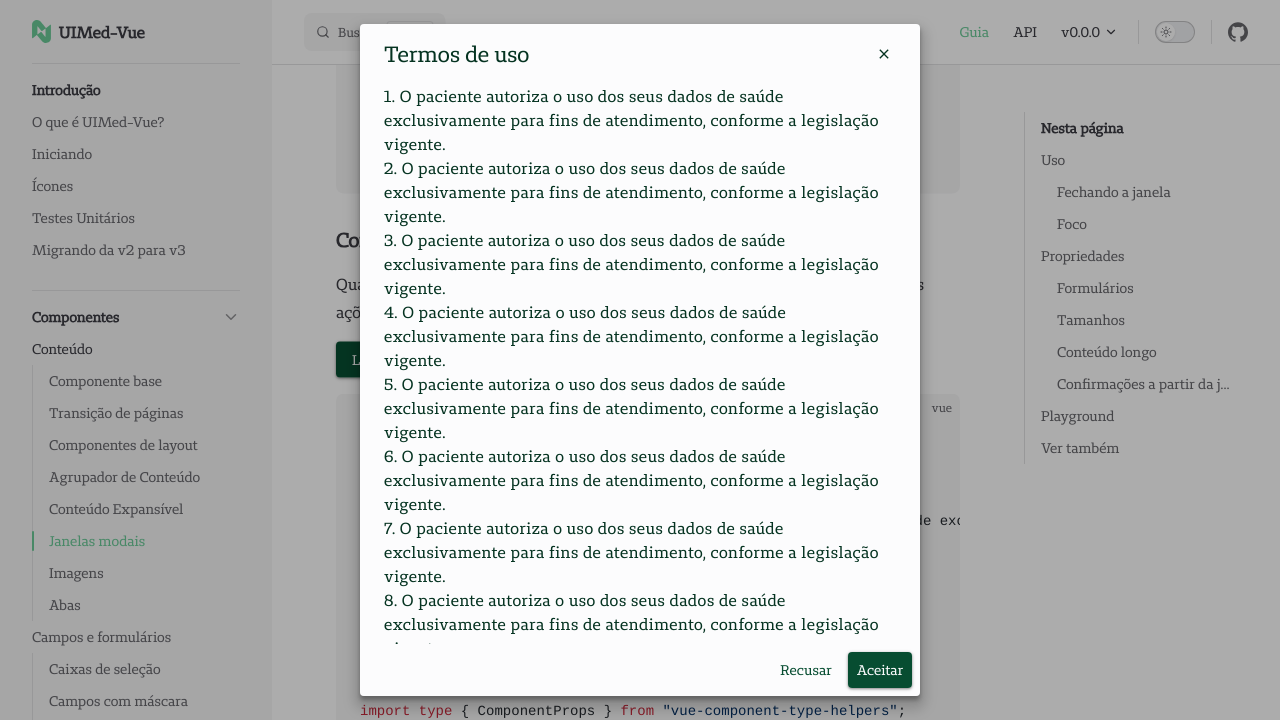 UIMed-Vue
Introdução
O que é UIMed-Vue?
Iniciando
Ícones
Testes Unitários
Migrando da v2 para v3
Componentes
Conteúdo
Componente base
Transição de páginas
Componentes de layout
Agrupador de Conteúdo
Conteúdo Expansível
Janelas modais
Imagens
Abas
Campos e formulários
Caixas de seleção
Campos com máscara
Guia
API
v0.0.0
Termos de uso
1. O paciente autoriza o uso dos seus dados de saúde
exclusivamente para fins de atendimento, conforme a legislação
vigente.
2. O paciente autoriza o uso dos seus dados de saúde
exclusivamente para fins de atendimento, conforme a legislação
vigente.
3. O paciente autoriza o uso dos seus dados de saúde
exclusivamente para fins de atendimento, conforme a legislação
vigente.
4. O paciente autoriza o uso dos seus dados de saúde
exclusivamente para fins de atendimento, conforme a legislação
vigente.
5. O paciente autoriza o uso dos seus dados de saúde
exclusivamente para fins de atendimento, conforme a legislação
vigente.
6. O paciente autoriza o uso dos seus dados de saúde
exclusivamente para fins de atendimento, conforme a legislação
vigente.
7. O paciente autoriza o uso dos seus dados de saúde
exclusivamente para fins de atendimento, conforme a legislação
vigente.
8. O paciente autoriza o uso dos seus dados de saúde
exclusivamente para fins de atendimento, conforme a legislação
Recusar
Aceitar
vue
import type { ComponentProps } from "vue-component-type-helpers";
Nesta página
Uso
Fechando a janela
Foco
Propriedades
Formulários
Tamanhos
Conteúdo longo
Confirmações a partir da j...
Playground
Ver também